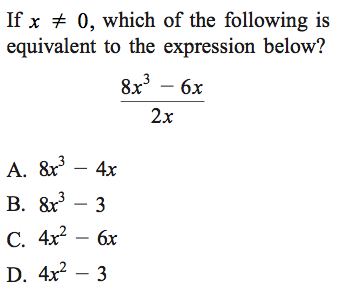 If x ≠ 0, which of the following is
equivalent to the expression below?
8x³ − 6x
2x
A. 8x³ − 4x
B. 8x³ − 3
C. 4x² − 6x
D. 4x² − 3